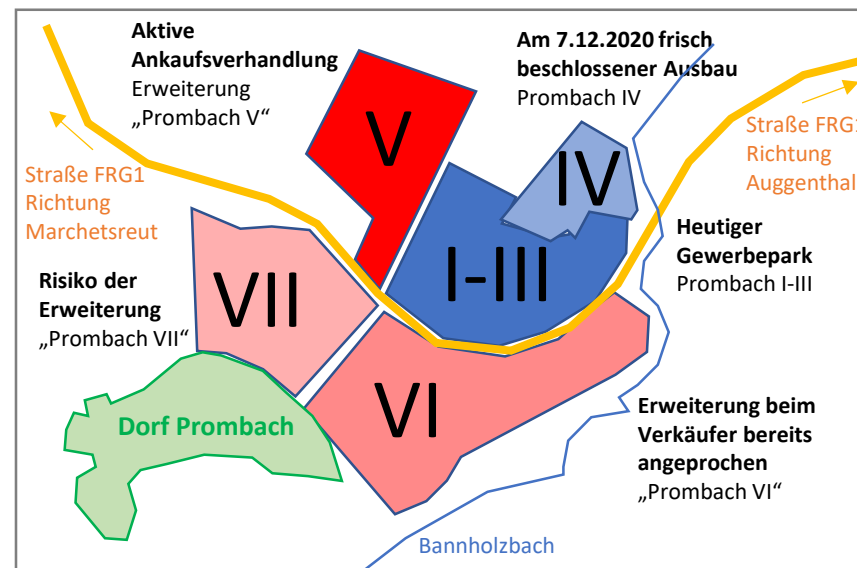 Aktive
Ankaufsverhandlung
Erweiterung
„Prombach V“
Am 7.12.2020 frisch
beschlossener Ausbau
Prombach IV
Straße FRG1
Richtung
Marchetsreut
Straße FRG1
Richtung
Auggenthal
V
IV
I-III
Heutiger
Gewerbepark
Prombach I-III
Risiko der
Erweiterung
„Prombach VII“
VII
VI
Dorf Prombach
Erweiterung beim
Verkäufer bereits
angeprochen
„Prombach VI“
Bannholzbach